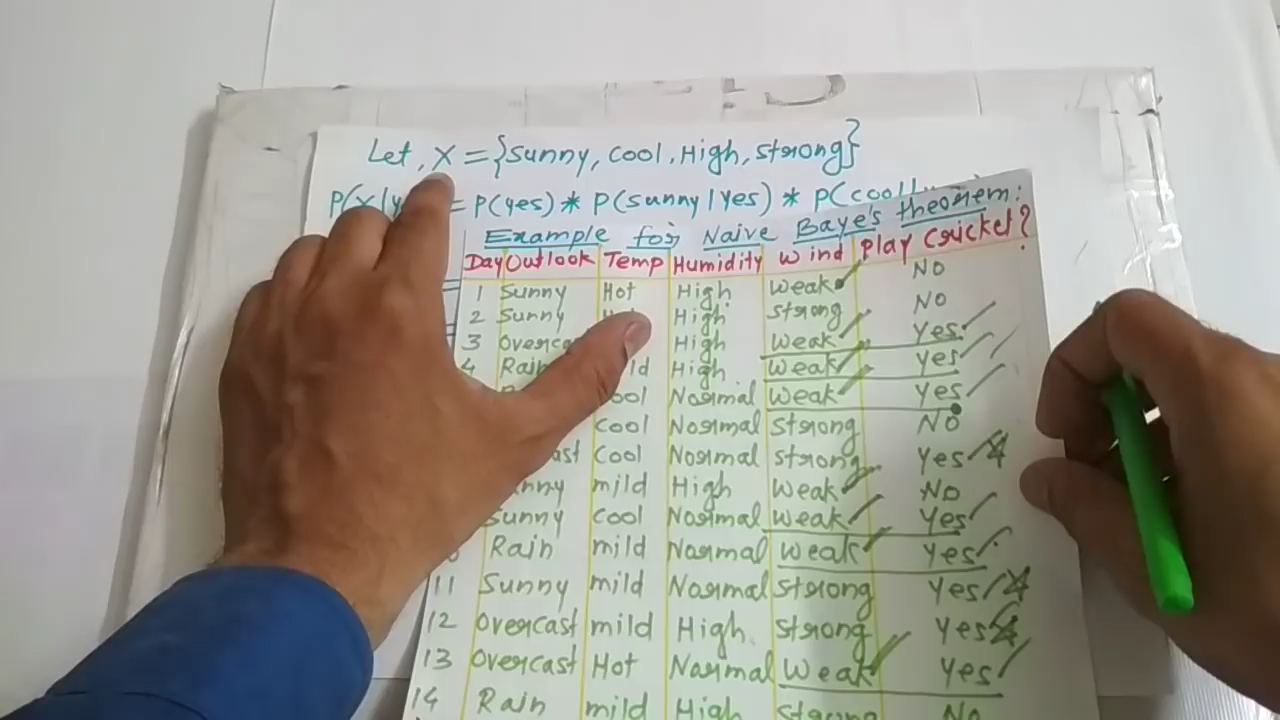 Let, X = {Sunny, Cool, High, strong}
= P(yes) * P(sunny|Yes) * P(cool|
Example for Naive Baye's theorem:
Day Outlook Temp Humidity Wind Play Cricket?
1 Sunny Hot High Weak NO
2 Sunny High strong NO
3 High Weak Yes
4 Rain High Weak Yes
Normal Weak Yes
Cool Normal Strong NO
Cool Normal Strong Yes
mild High Weak No
Sunny Cool Normal Weak Yes
Rain mild Normal Weak Yes
11 Sunny mild Normal Strong Yes
12 Overcast mild High Strong Yes
13 Overcast Hot Normal Weak Yes
14 Rain mild High Strong No